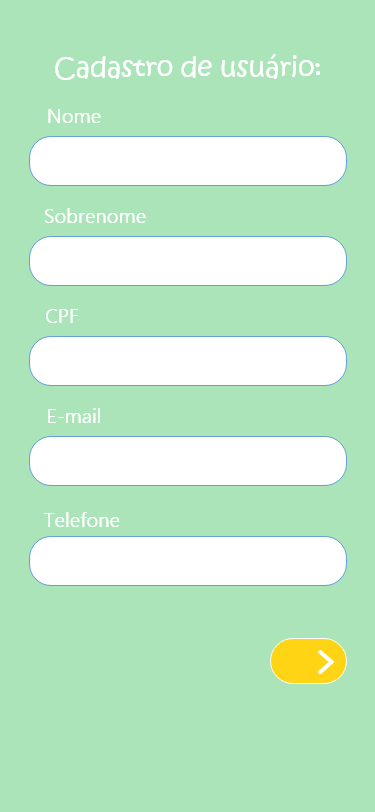 Cadastro de usuário:
Nome
Sobrenome
CPF
E-mail
Telefone